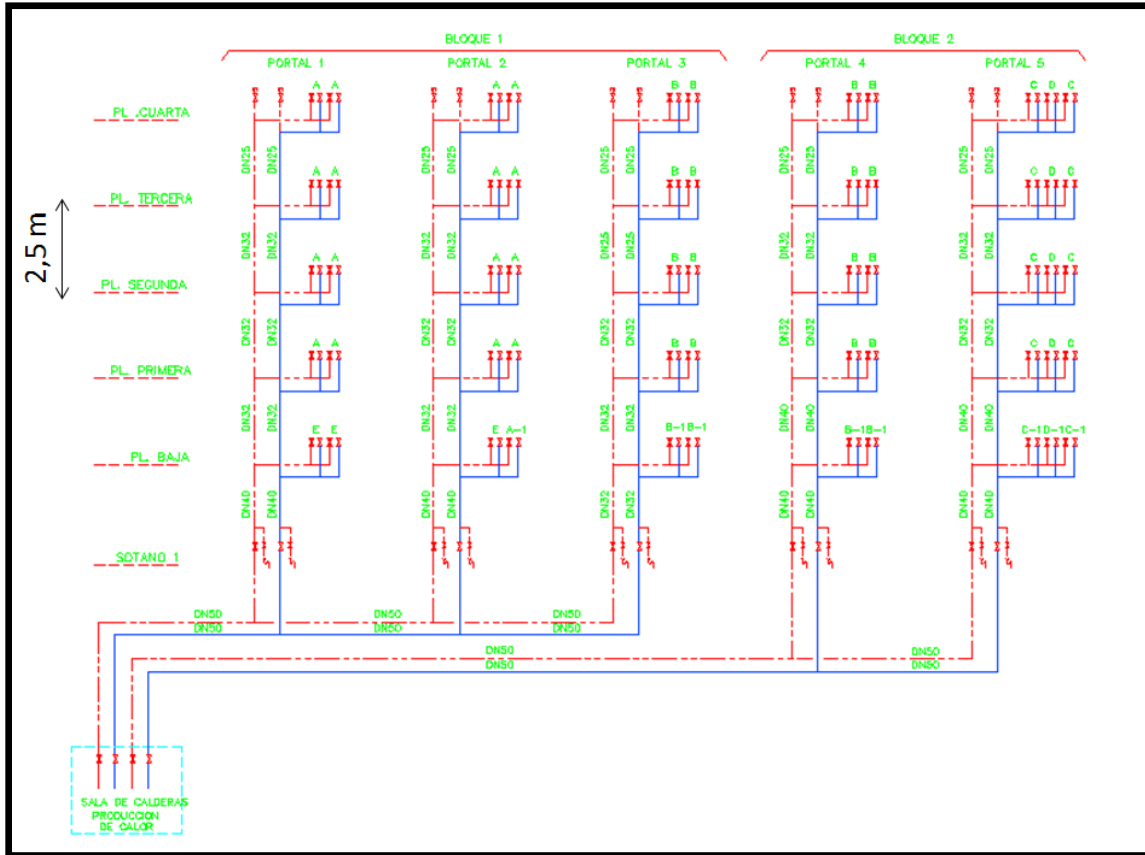 BLOQUE 1 BLOQUE 2
PORTAL 1 PORTAL 2 PORTAL 3 PORTAL 4 PORTAL 5
A A A A B B B B C D C
PL .CUARTA
DN25 DN25 DN25 DN25 DN25 DN25 DN25 DN25 DN25 DN25
A A A A B B B B C D C
PL. TERCERA
2,5 m
DN32 DN32 DN32 DN32 DN25 DN25 DN32 DN32 DN32 DN32
A A A A B B B B C D C
PL. SEGUNDA
DN32 DN32 DN32 DN32 DN32 DN32 DN32 DN32 DN32 DN32
A A A A B B B B C D C
PL. PRIMERA
DN32 DN32 DN32 DN32 DN32 DN32 DN40 DN40 DN40 DN40
E E E A-1 B-1 B-1 B-1 B-1 C-1 D-1 C-1
PL. BAJA
DN40 DN40 DN40 DN40 DN32 DN32 DN40 DN40 DN40 DN40
SOTANO 1
DN50 DN50 DN50
DN50 DN50 DN50
DN50 DN50
DN50 DN50
SALA DE CALDERAS
PRODUCCION
DE CALOR